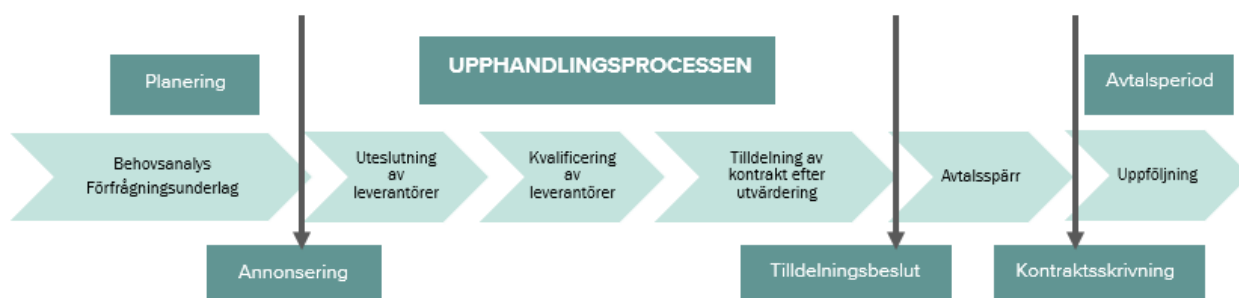 UPPHANDLINGSPROCESSEN
Planering
Avtalsperiod
Behovsanalys
Förfrågningsunderlag
Uteslutning
av
leverantörer
Kvalificering
av
leverantörer
Tilldelning av
kontrakt efter
utvärdering
Avtalsspärr
Uppföljning
Annonsering
Tilldelningsbeslut
Kontraktsskrivning